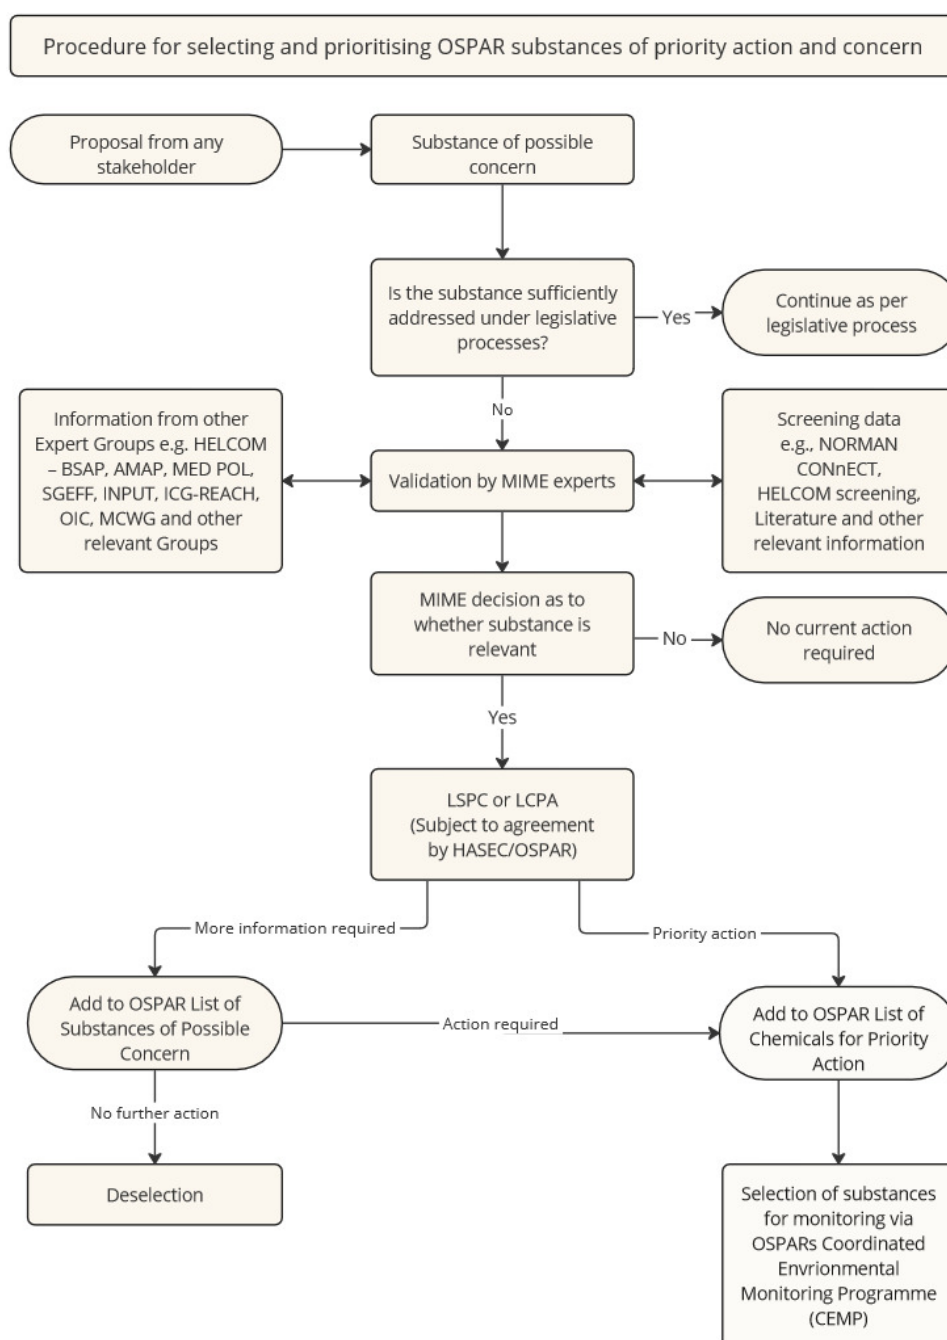 Procedure for selecting and prioritising OSPAR substances of priority action and concern
Proposal from any
stakeholder
Substance of possible
concern
Is the substance sufficiently
addressed under legislative
processes?
Yes
Continue as per
legislative process
No
Information from other
Expert Groups e.g. HELCOM
– BSAP, AMAP, MED POL,
SGEFF, INPUT, ICG-REACH,
OIC, MCWG and other
relevant Groups
Validation by MIME experts
Screening data
e.g., NORMAN
CONnECT,
HELCOM screening,
Literature and other
relevant information
MIME decision as to
whether substance is
relevant
No
No current action
required
Yes
LSPC or LCPA
(Subject to agreement
by HASEC/OSPAR)
More information required
Priority action
Add to OSPAR List of
Substances of Possible
Concern
Action required
Add to OSPAR List of
Chemicals for Priority
Action
No further action
Deselection
Selection of substances
for monitoring via
OSPARs Coordinated
Envrionmental
Monitoring Programme
(CEMP)